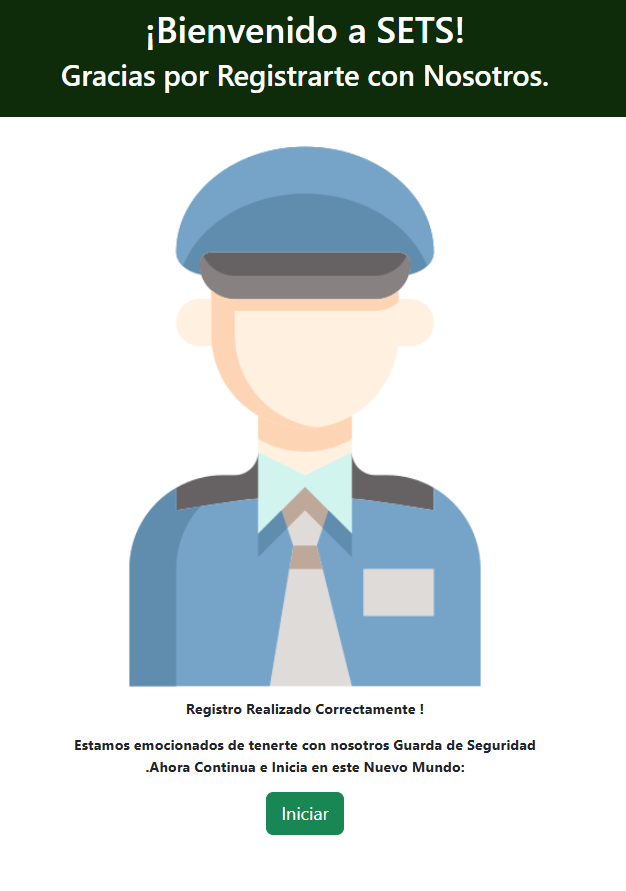 ¡Bienvenido a SETS!
Gracias por Registrarte con Nosotros.
Registro Realizado Correctamente !
Estamos emocionados de tenerte con nosotros Guarda de Seguridad
.Ahora Continua e Inicia en este Nuevo Mundo:
Iniciar